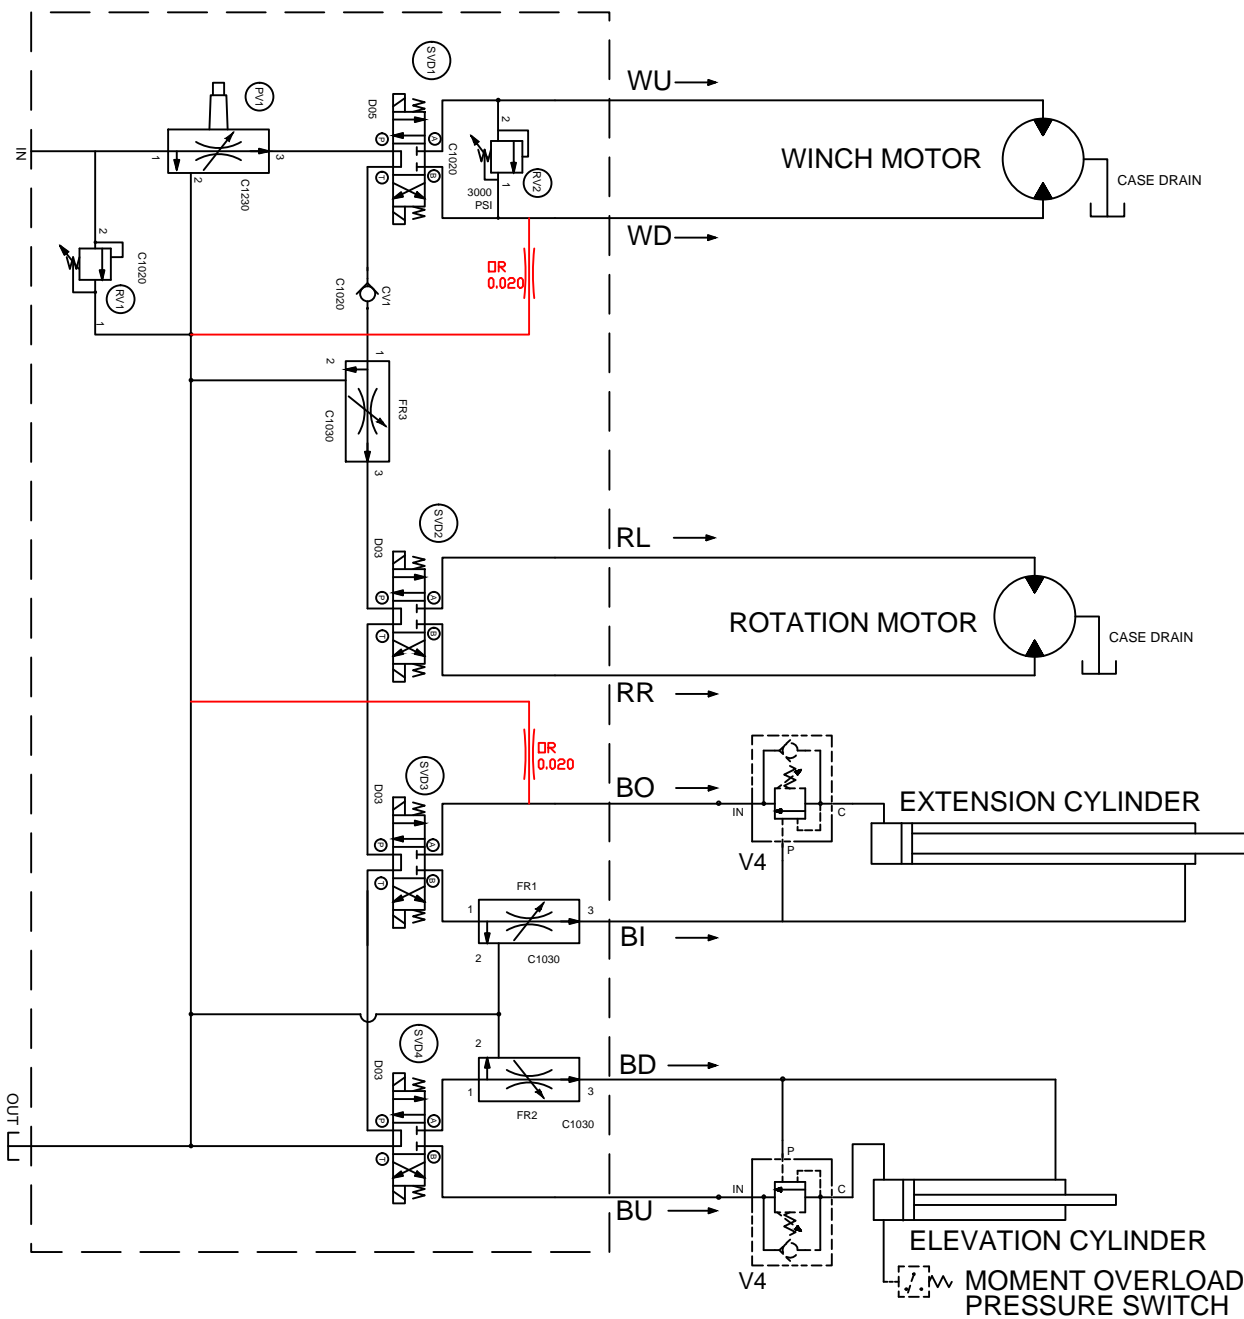 SVD1
WU
PV1
D05
P
A
T
B
C1020
2
RV2
1
3000
PSI
WINCH MOTOR
CASE DRAIN
IN
1
3
2
C1230
WD
2
C1020
RV1
1
OR
0.020
CV1
C1020
1
2
FR3
C1030
3
SVD2
D03
P
A
T
B
RL
ROTATION MOTOR
CASE DRAIN
RR
OR
0.020
SVD3
D03
P
A
T
B
BO
IN
C
P
V4
EXTENSION CYLINDER
FR1
1
3
2
C1030
BI
SVD4
D03
P
A
T
B
2
1
3
FR2
C1030
BD
OUT
P
IN
C
BU
V4
ELEVATION CYLINDER
MOMENT OVERLOAD
PRESSURE SWITCH